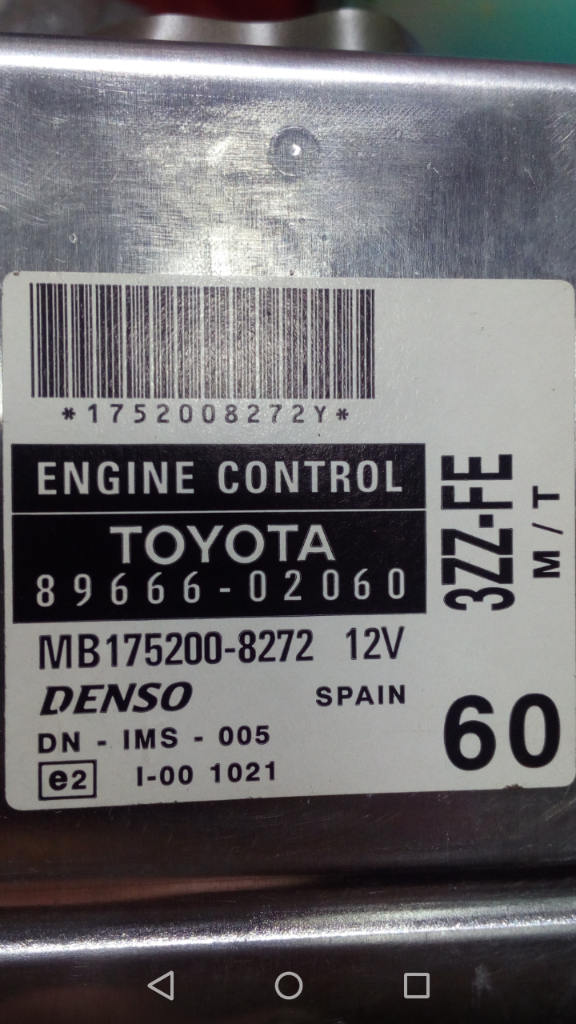 *1752008272Y*
ENGINE CONTROL
TOYOTA
89666-02060
3ZZ-FE
M/T
MB175200-8272 12V
DENSO SPAIN
DN - IMS - 005
60
e2 I-00 1021